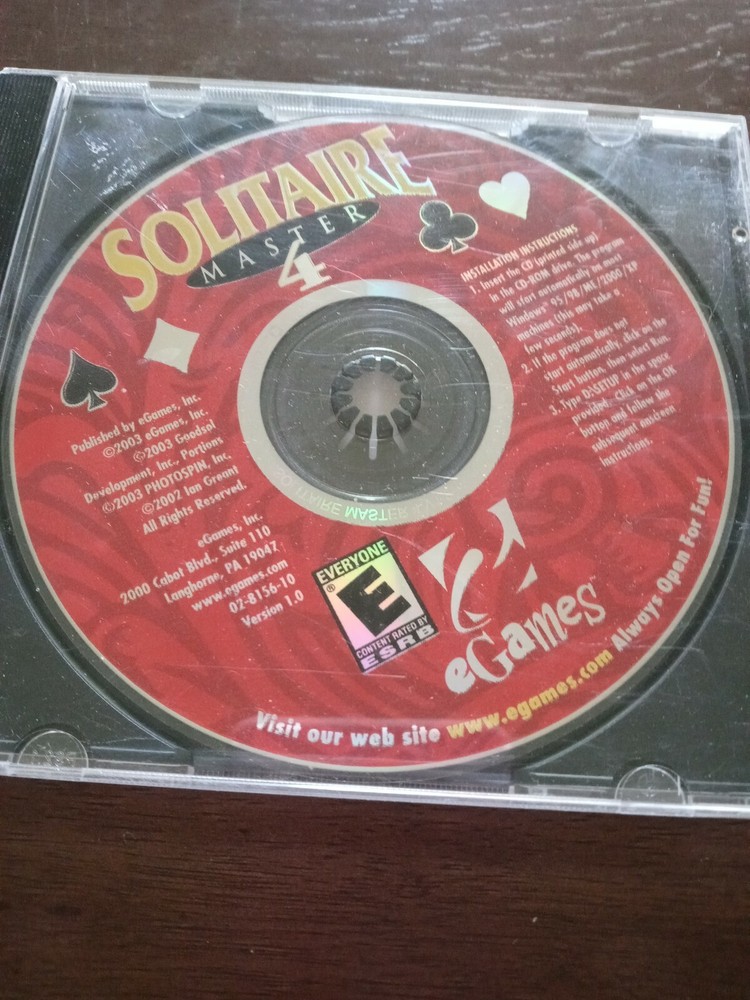 SOLITAIRE
MASTER
4
INSTALLATION INSTRUCTIONS
1. Insert the CD (printed side up)
in the CD-ROM drive. The program
will start automatically on most
Windows® 95/98/ME/2000/XP
machines (this may take a
few seconds).
2. If the program does not
start automatically, click on the
Start button, then select Run.
3. Type D:\SETUP in the space
provided. Click on the OK
button and follow the
subsequent onscreen
instructions.
Published by eGames, Inc.
©2003 eGames, Inc.
©2003 Goodsol
Development, Inc., Portions
©2003 PHOTOSPIN, Inc.
©2002 Ian Greant
All Rights Reserved.
eGames, Inc.
2000 Cabot Blvd., Suite 110
Langhorne, PA 19047
www.egames.com
02-8156-10
Version 1.0
SOLITAIRE MASTER
EVERYONE
E
®
CONTENT RATED BY
ESRB
eGames™
Visit our web site www.egames.com Always Open For Fun!